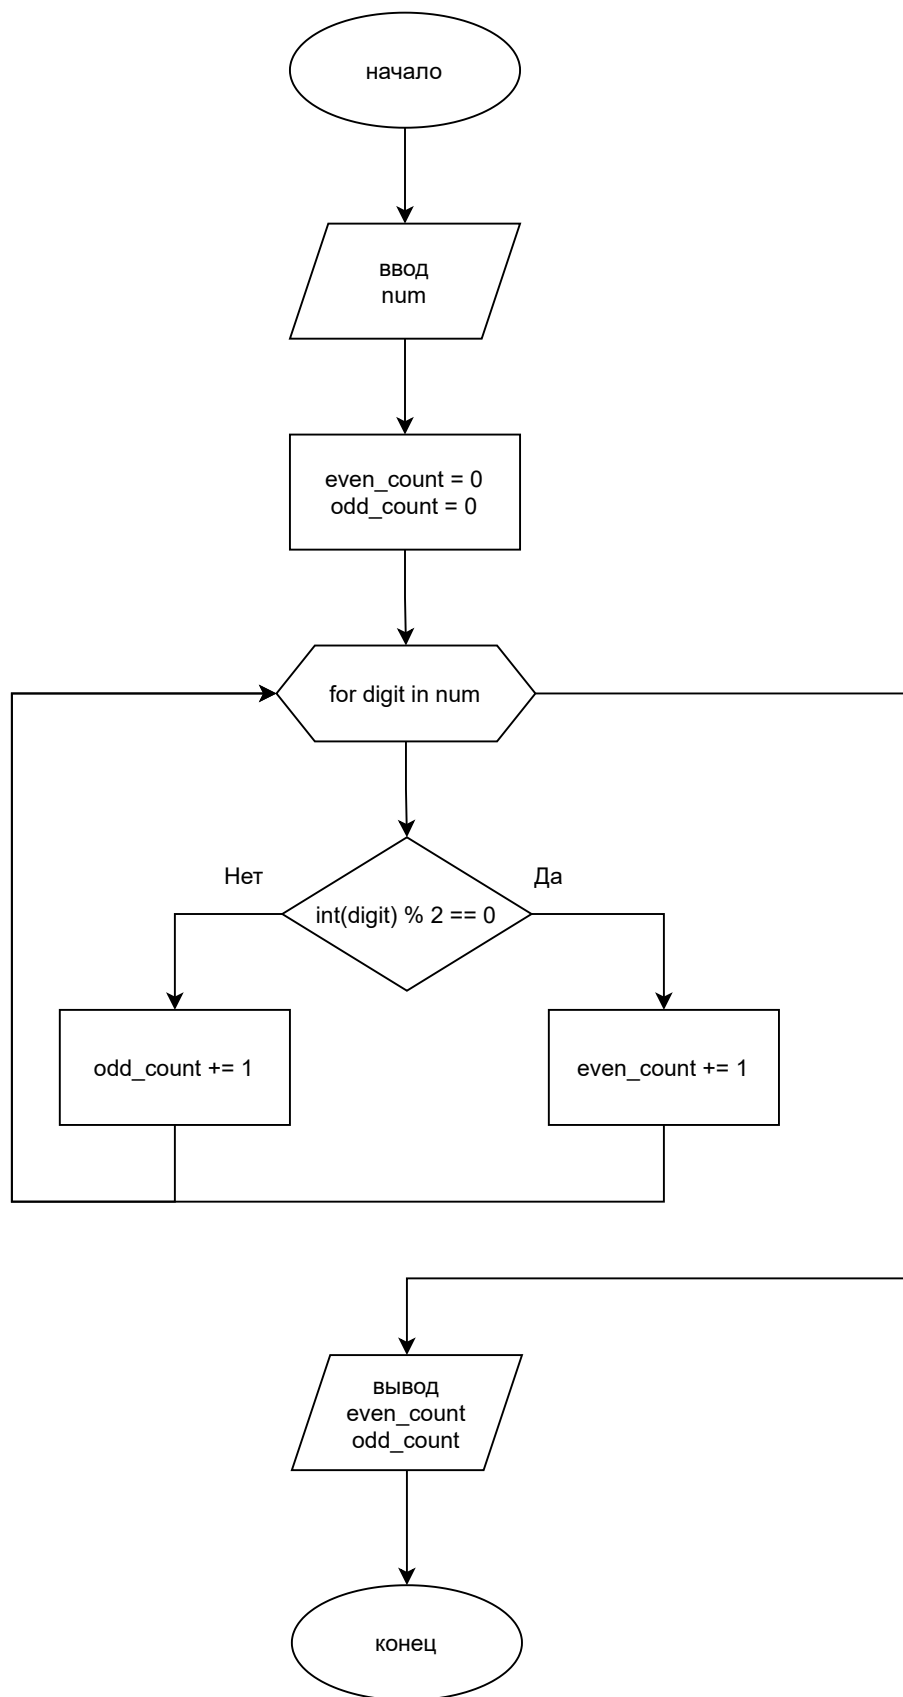 начало
ввод
num
even_count = 0
odd_count = 0
for digit in num
Нет
Да
int(digit) % 2 == 0
odd_count += 1
even_count += 1
вывод
even_count
odd_count
конец